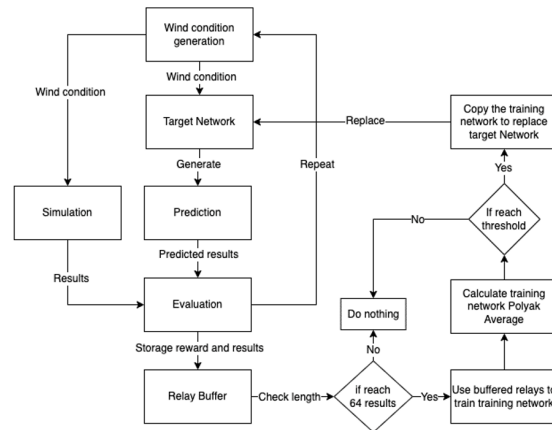 Wind condition
generation
Wind condition
Wind condition
Target Network
Replace
Copy the training
network to replace
target Network
Generate
Repeat
Yes
Simulation
Prediction
No
If reach
threshold
Predicted results
Results
Evaluation
Do nothing
Calculate training
network Polyak
Average
Storage reward and results
No
Relay Buffer
Check length
if reach
64 results
Yes
Use buffered relays to
train training network